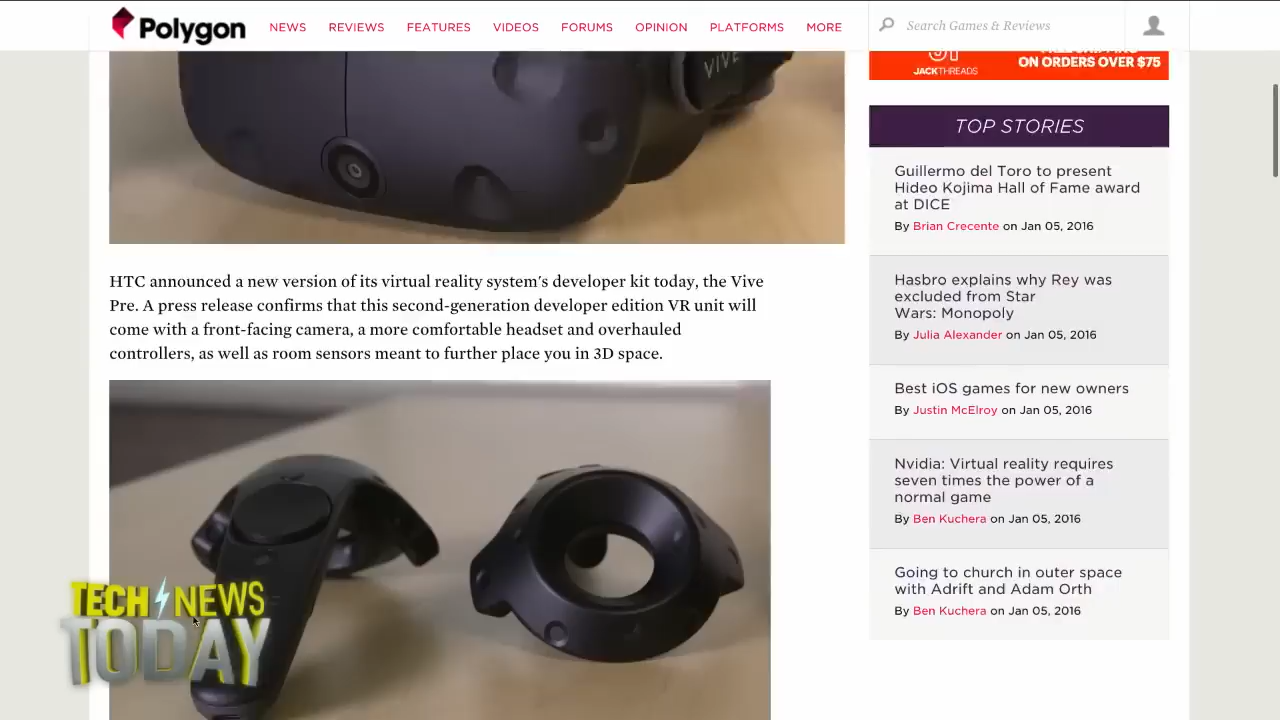 Polygon
NEWS REVIEWS FEATURES VIDEOS FORUMS OPINION PLATFORMS MORE
Search Games & Reviews
VIVE
JACKTHREADS
ON ORDERS OVER $75
TOP STORIES
Guillermo del Toro to present
Hideo Kojima Hall of Fame award
at DICE
By Brian Crecente on Jan 05, 2016
Hasbro explains why Rey was
excluded from Star
Wars: Monopoly
By Julia Alexander on Jan 05, 2016
Best iOS games for new owners
By Justin McElroy on Jan 05, 2016
Nvidia: Virtual reality requires
seven times the power of a
normal game
By Ben Kuchera on Jan 05, 2016
Going to church in outer space
with Adrift and Adam Orth
By Ben Kuchera on Jan 05, 2016
HTC announced a new version of its virtual reality system's developer kit today, the Vive
Pre. A press release confirms that this second-generation developer edition VR unit will
come with a front-facing camera, a more comfortable headset and overhauled
controllers, as well as room sensors meant to further place you in 3D space.
TECH NEWS
TODAY